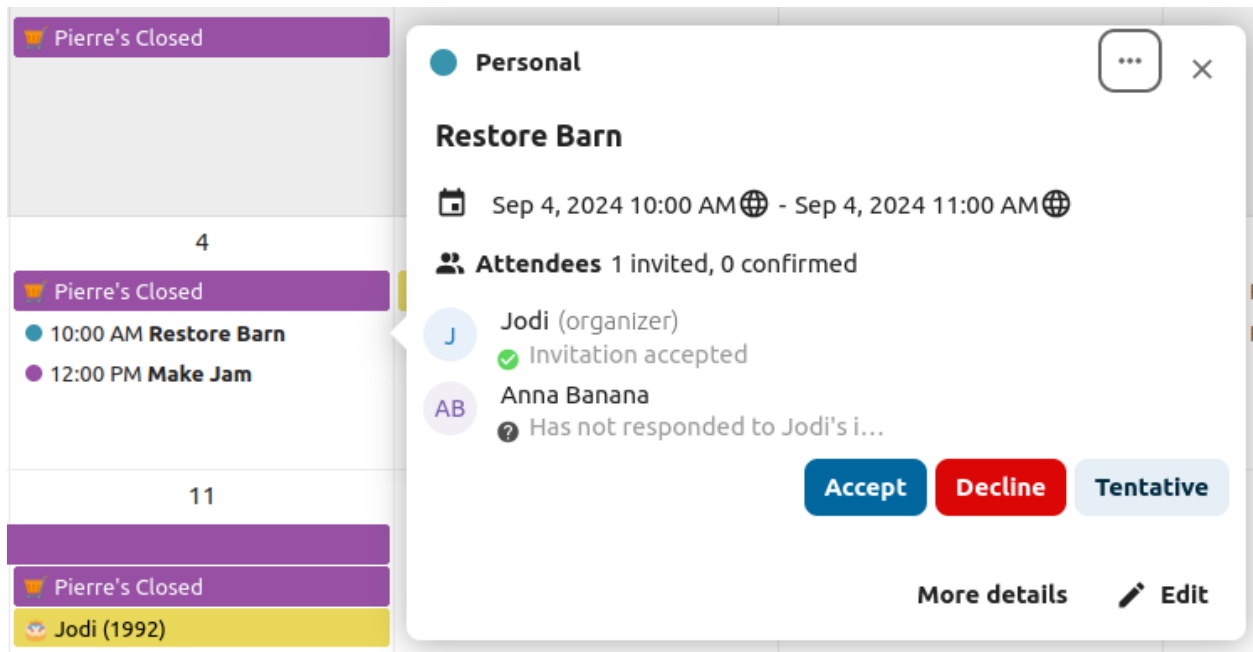 Pierre's Closed
4
Pierre's Closed
10:00 AM Restore Barn
12:00 PM Make Jam
11
Pierre's Closed
Jodi (1992)
Personal
Restore Barn
Sep 4, 2024 10:00 AM - Sep 4, 2024 11:00 AM
Attendees 1 invited, 0 confirmed
J
Jodi (organizer)
Invitation accepted
AB
Anna Banana
Has not responded to Jodi's i...
Accept Decline Tentative
More details Edit